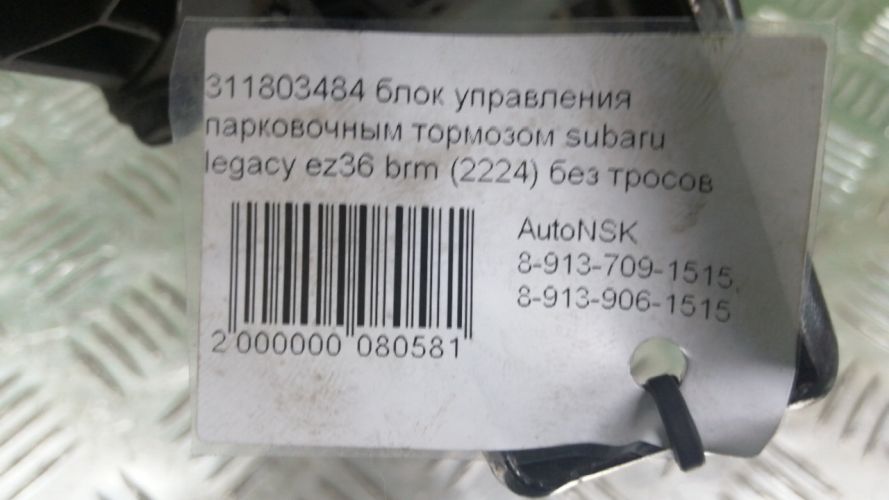 311803484 блок управления
парковочным тормозом subaru
legacy ez36 brm (2224) без тросов
AutoNSK
8-913-709-1515,
8-913-906-1515
2 000000 080581